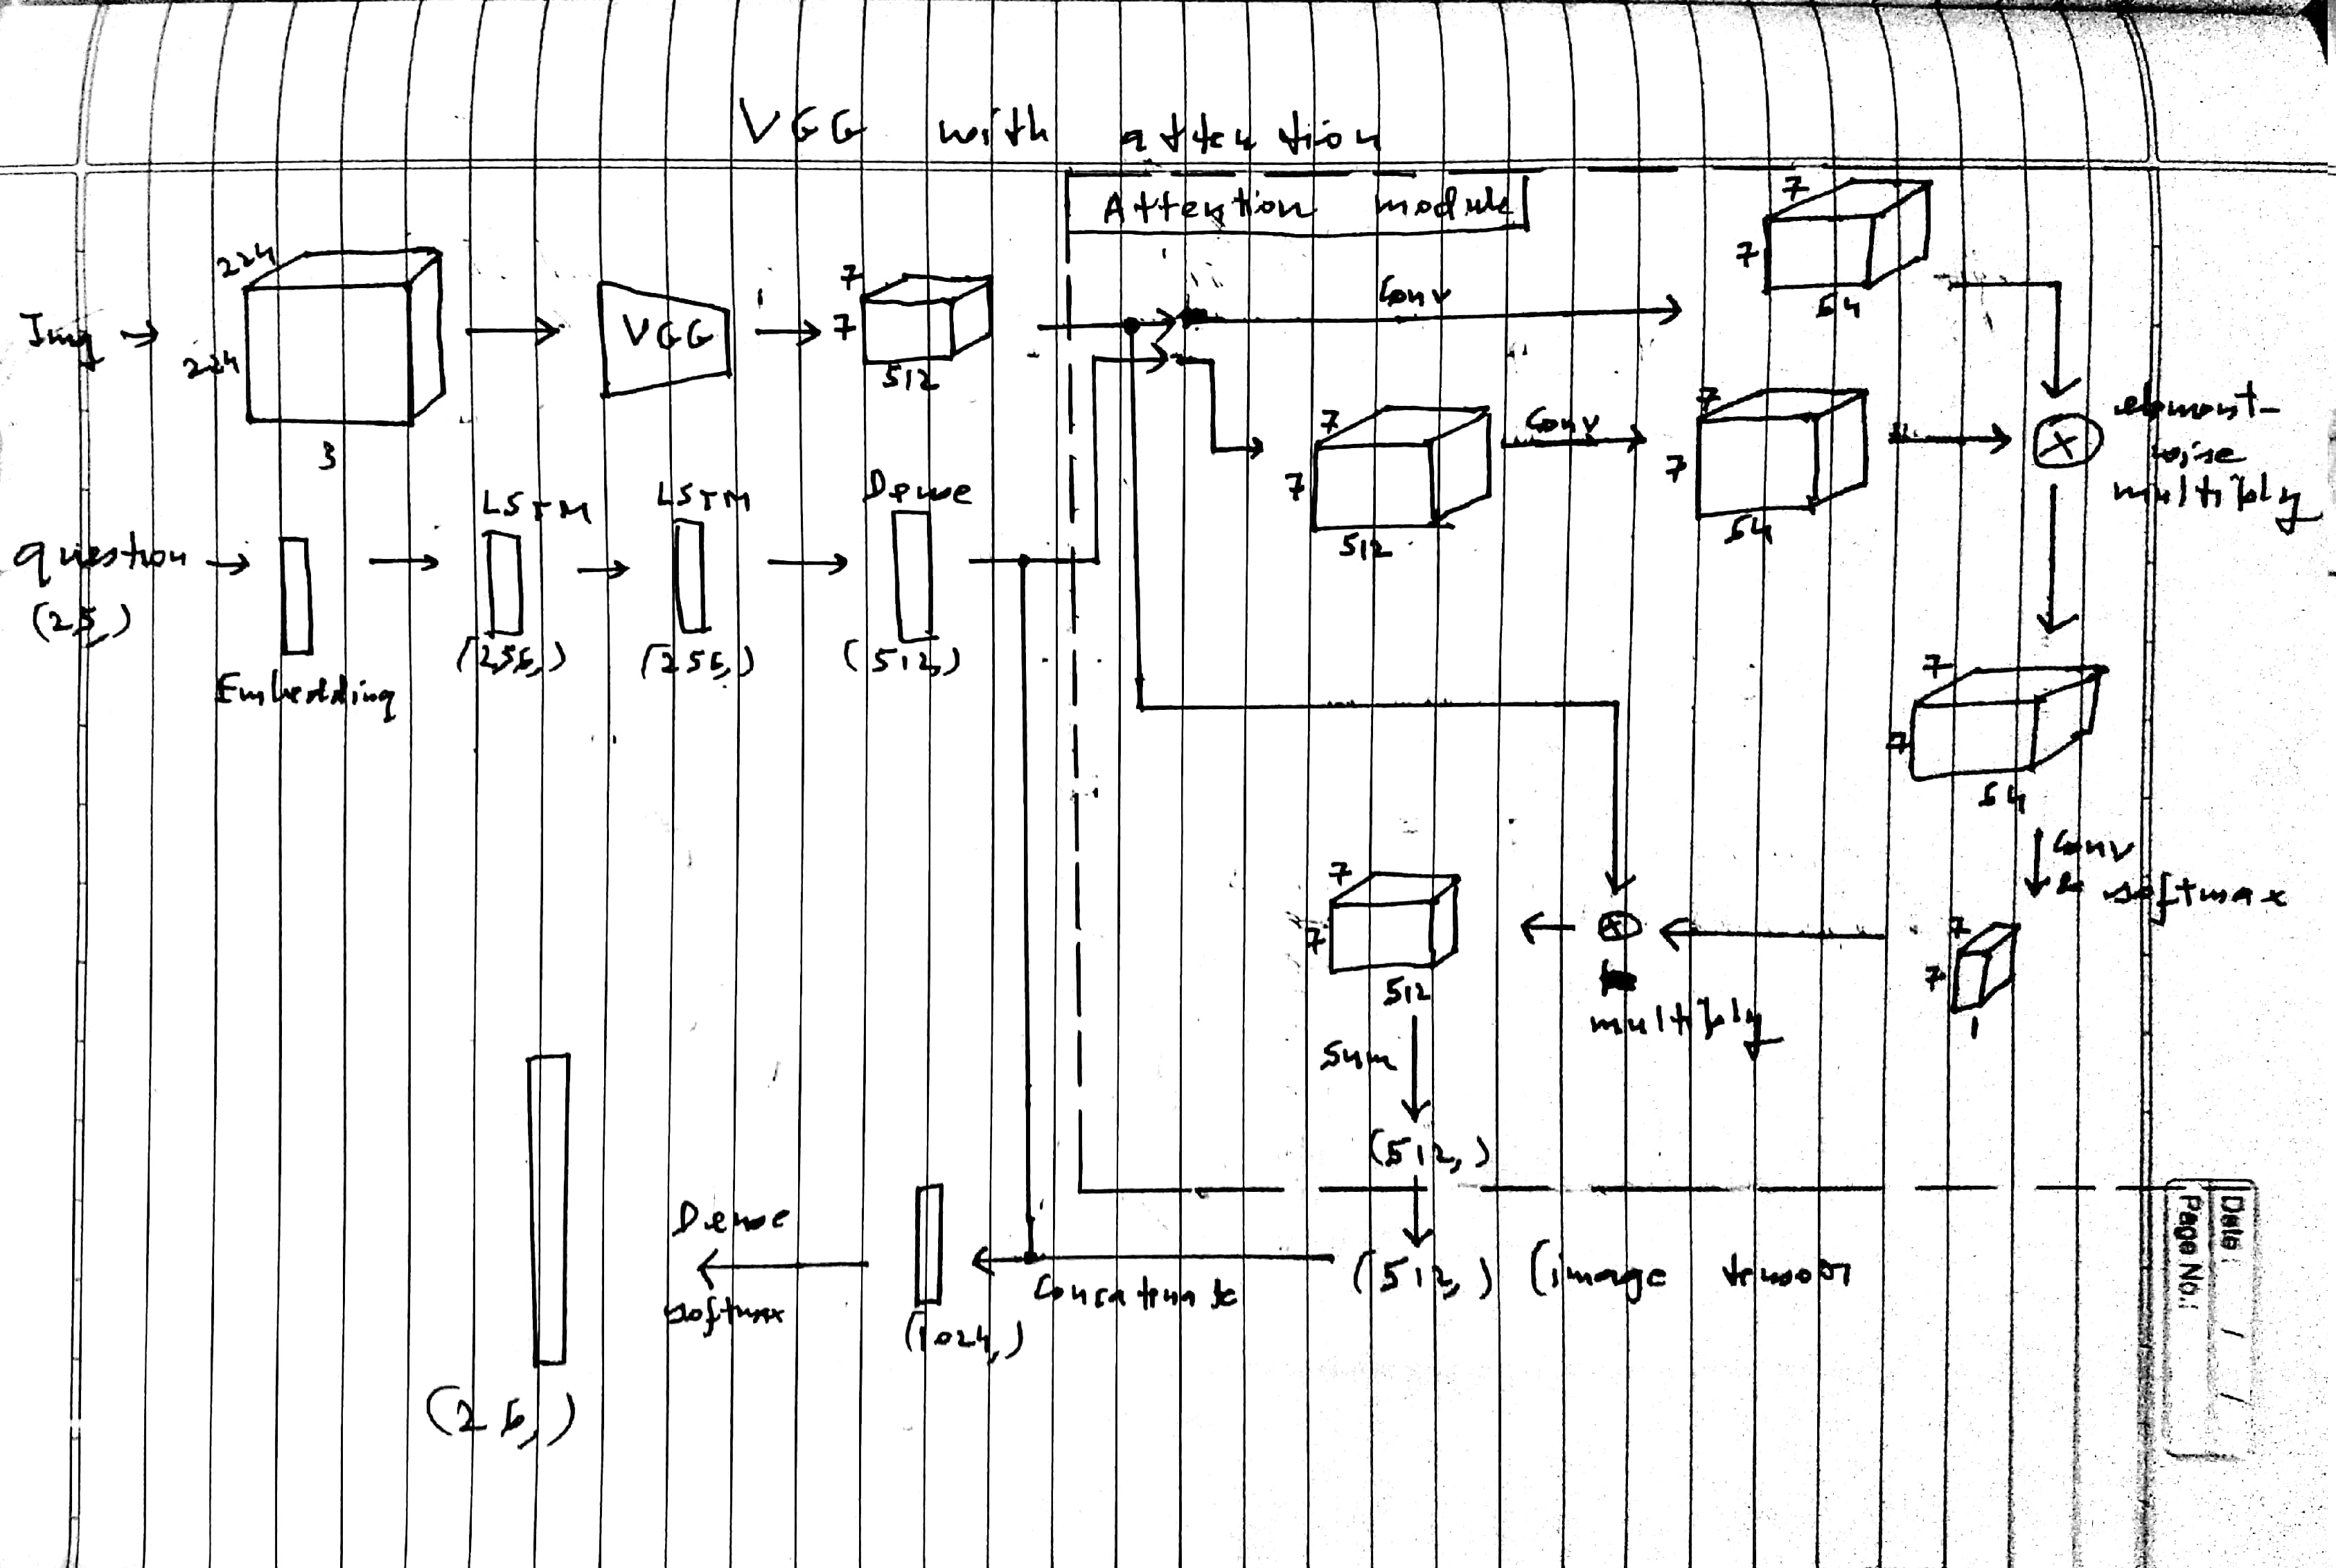 VGG with attention
Attention module
Img
224
224
3
VGG
7
7
512
Conv
7
7
54
7
7
512
Conv
7
7
54
element-
wise
multiply
question
(25,)
Embedding
LSTM
(256,)
LSTM
(256,)
Dense
(512,)
7
7
54
Conv
& softmax
7
7
1
multiply
7
7
512
Sum
(512,)
(512,) (image tensor
Concatenate
(1024,)
Dense
softmax
(26,)
Date: / /
Page No.: